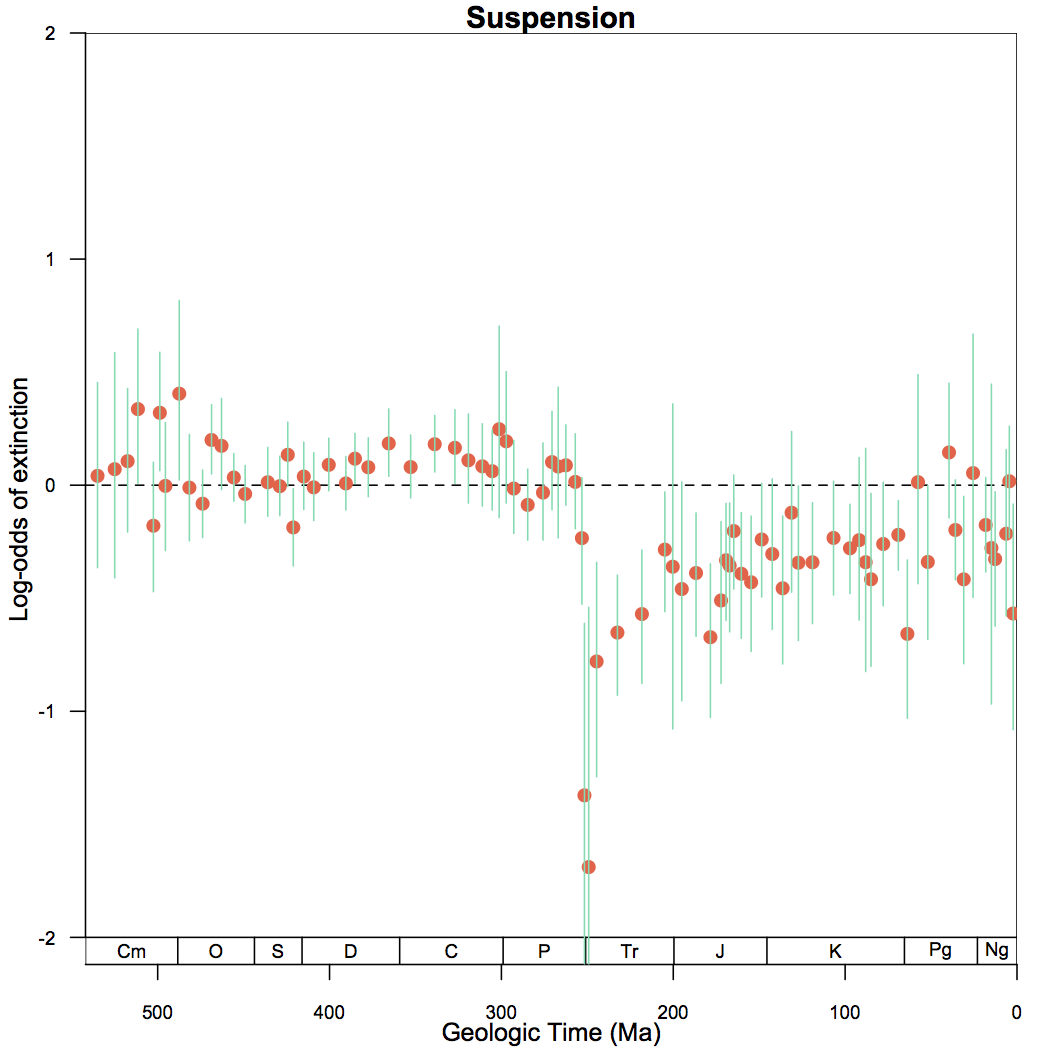 Suspension
Log-odds of extinction
2
1
0
-1
-2
Cm O S D C P Tr J K Pg Ng
500 400 300 200 100 0
Geologic Time (Ma)